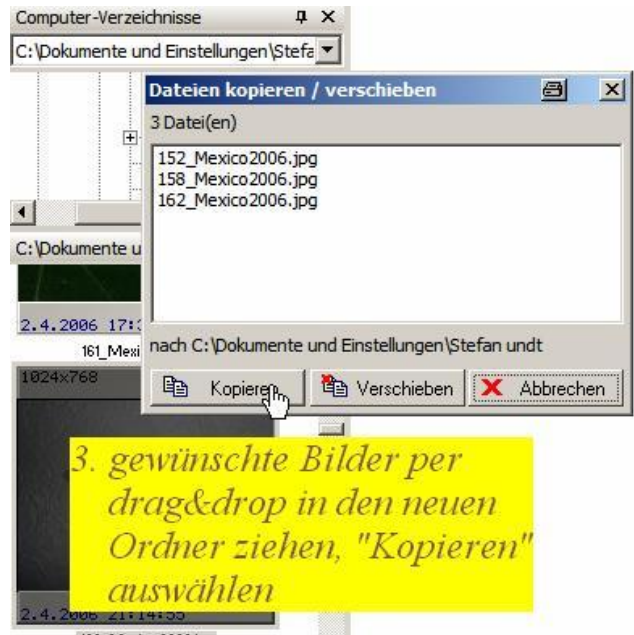 Computer-Verzeichnisse
C:\Dokumente und Einstellungen\Stefa
Dateien kopieren / verschieben
3 Datei(en)
152_Mexico2006.jpg
158_Mexico2006.jpg
162_Mexico2006.jpg
C:\Dokumente u
2.4.2006 17:
161_Mexi
nach C:\Dokumente und Einstellungen\Stefan undt
1024x768
Kopieren
Verschieben
Abbrechen
3. gewünschte Bilder per
drag&drop in den neuen
Ordner ziehen, "Kopieren"
auswählen
2.4.2006 21:14:55